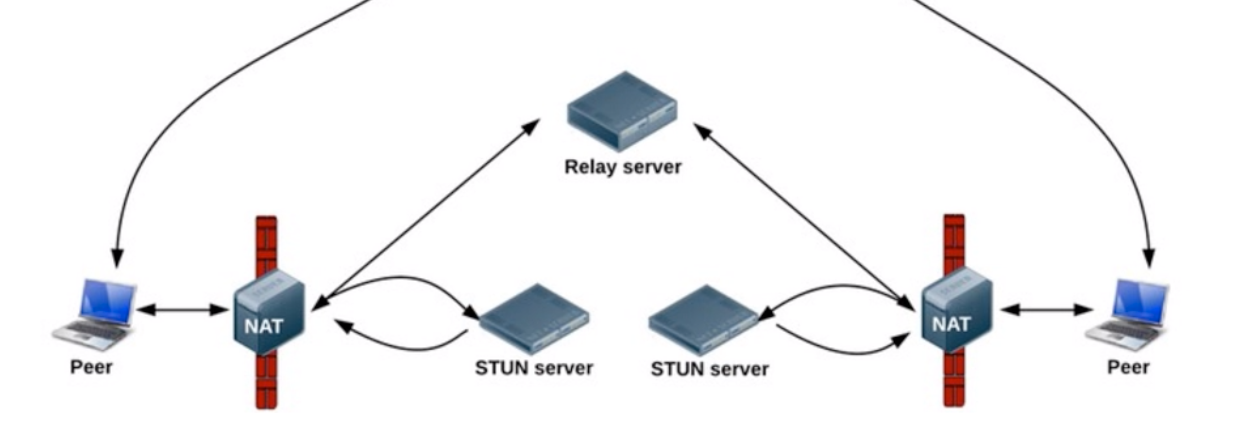 Relay server
NAT
NAT
Peer
STUN server
STUN server
Peer